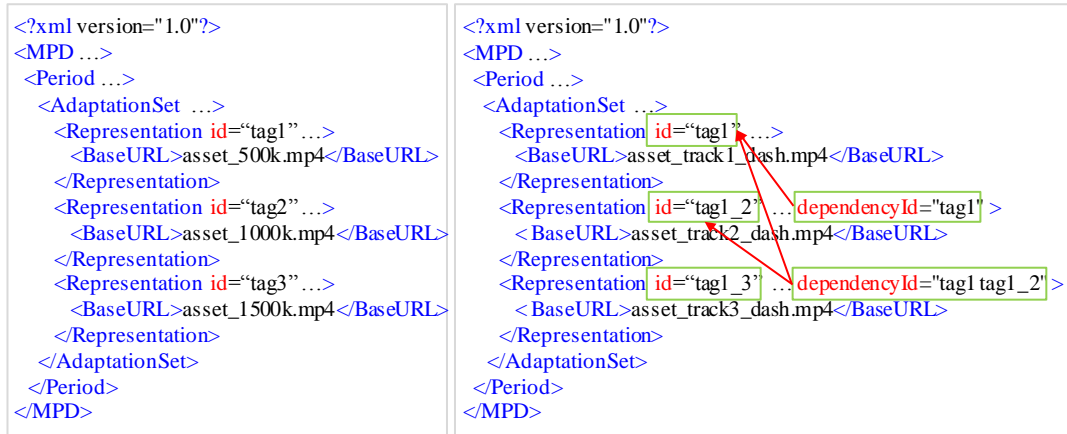 <?xml version="1.0"?>
<MPD …>
<Period …>
<AdaptationSet …>
<Representation id=“tag1”…>
<BaseURL>asset_500k.mp4</BaseURL>
</Representation>
<Representation id=“tag2”…>
<BaseURL>asset_1000k.mp4</BaseURL>
</Representation>
<Representation id=“tag3”…>
<BaseURL>asset_1500k.mp4</BaseURL>
</Representation>
</AdaptationSet>
</Period>
</MPD>
<?xml version="1.0"?>
<MPD …>
<Period …>
<AdaptationSet …>
<Representation id=“tag1” …>
<BaseURL>asset_track1_dash.mp4</BaseURL>
</Representation>
<Representation id=“tag1_2” … dependencyId="tag1" >
< BaseURL>asset_track2_dash.mp4</BaseURL>
</Representation>
<Representation id=“tag1_3” … dependencyId="tag1 tag1_2" >
< BaseURL>asset_track3_dash.mp4</BaseURL>
</Representation>
</AdaptationSet>
</Period>
</MPD>